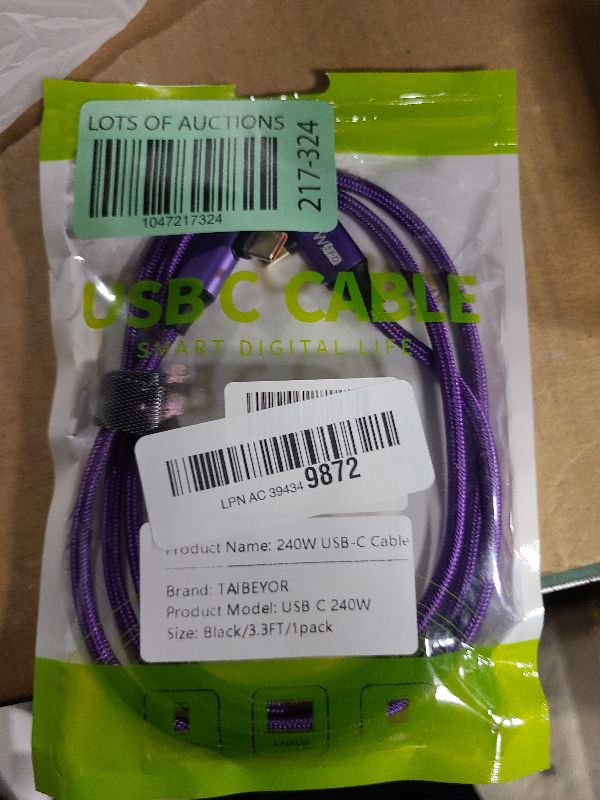 LOTS OF AUCTIONS
1047217324
217-324
USB C CABLE
SMART DIGITAL LIFE
LPN AC 39434 9872
Product Name: 240W USB-C Cable
Brand: TAIBEYOR
Product Model: USB C 240W
Size: Black/3.3FT/1pack
Laptop